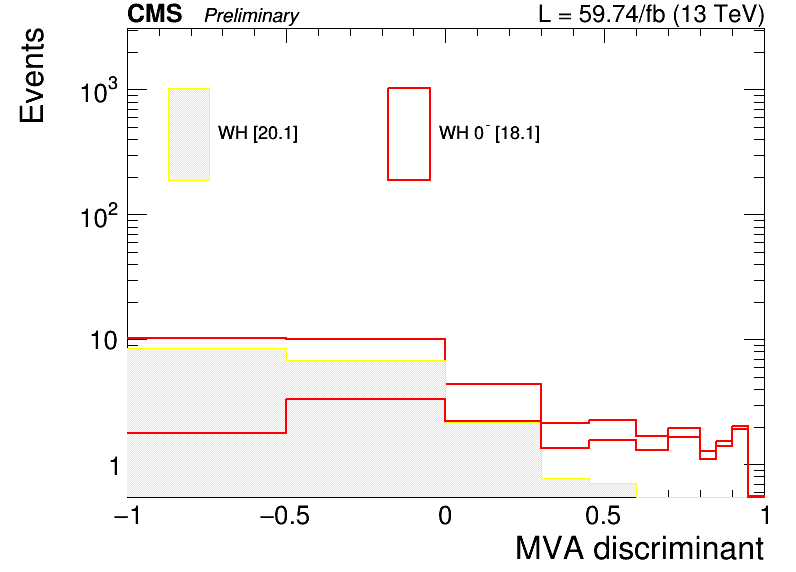 CMS Preliminary L = 59.74/fb (13 TeV)
Events
10³
WH [20.1] WH 0⁻ [18.1]
10²
10
1
−1 −0.5 0 0.5 1
MVA discriminant